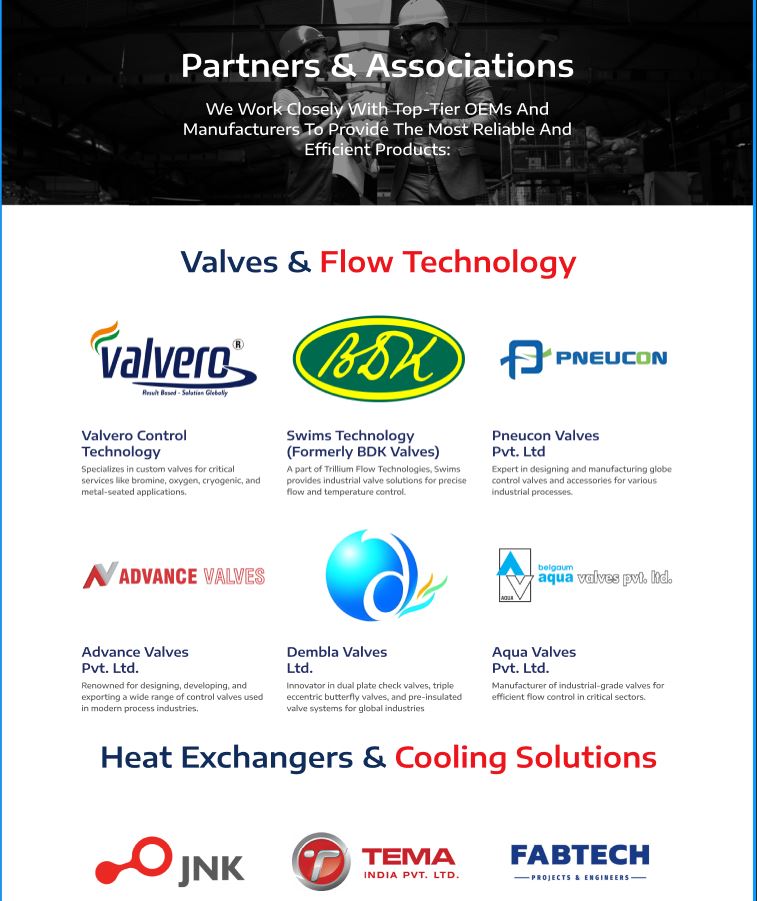 Partners & Associations
We Work Closely With Top-Tier OEMs And
Manufacturers To Provide The Most Reliable And
Efficient Products:
Valves & Flow Technology
valvero®
Result Based - Solution Globally
BDK
PNEUCON
Valvero Control
Technology
Specializes in custom valves for critical
services like bromine, oxygen, cryogenic, and
metal-seated applications.
Swims Technology
(Formerly BDK Valves)
A part of Trillium Flow Technologies, Swims
provides industrial valve solutions for precise
flow and temperature control.
Pneucon Valves
Pvt. Ltd
Expert in designing and manufacturing globe
control valves and accessories for various
industrial processes.
ADVANCE VALVES
d
AQUA
belgaum
aqua valves pvt. ltd.
Advance Valves
Pvt. Ltd.
Renowned for designing, developing, and
exporting a wide range of control valves used
in modern process industries.
Dembla Valves
Ltd.
Innovator in dual plate check valves, triple
eccentric butterfly valves, and pre-insulated
valve systems for global industries
Aqua Valves
Pvt. Ltd.
Manufacturer of industrial-grade valves for
efficient flow control in critical sectors.
Heat Exchangers & Cooling Solutions
JNK
T
TEMA
INDIA PVT. LTD.
FABTECH
PROJECTS & ENGINEERS